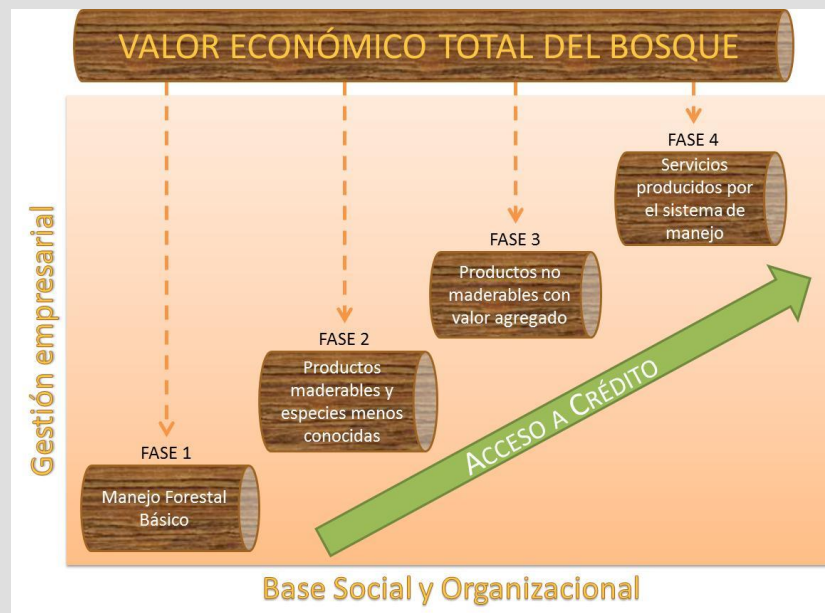 VALOR ECONÓMICO TOTAL DEL BOSQUE
FASE 4
Servicios
producidos por
el sistema de
manejo
FASE 3
Productos no
maderables con
valor agregado
FASE 2
Productos
maderables y
especies menos
conocidas
FASE 1
Manejo Forestal
Básico
ACCESO A CRÉDITO
Gestión empresarial
Base Social y Organizacional